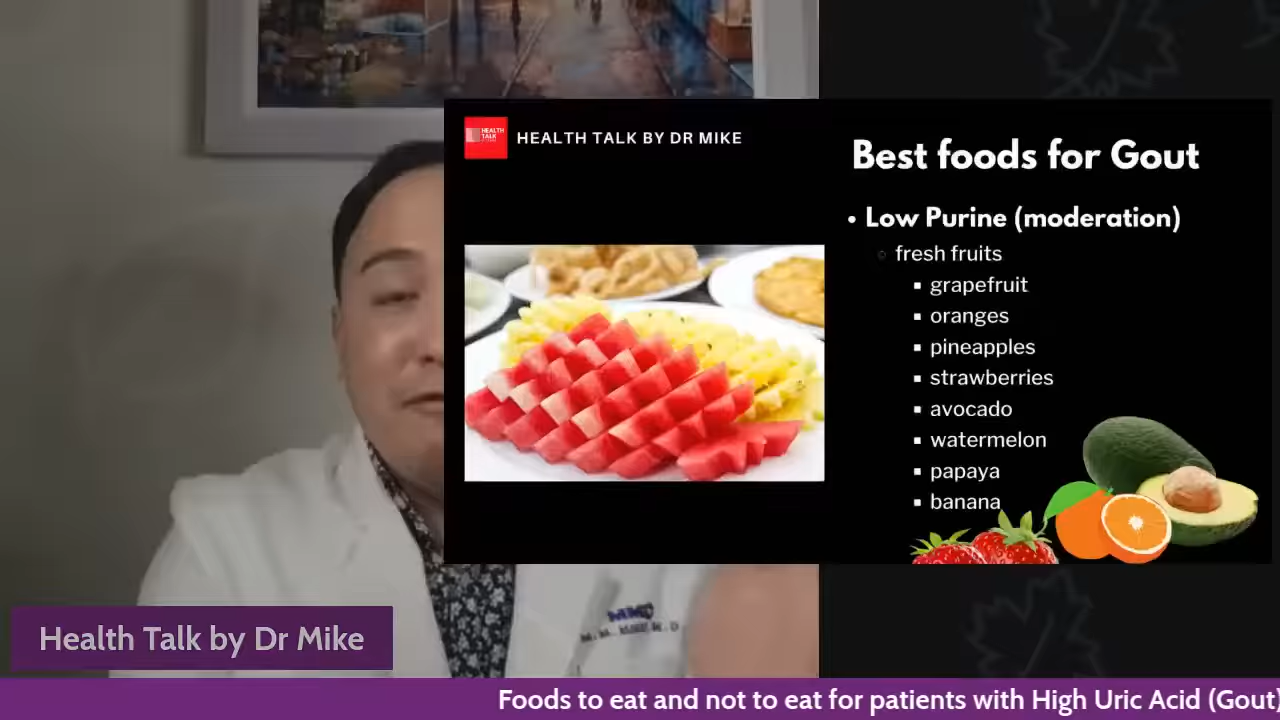 HEALTH
TALK
HEALTH TALK BY DR MIKE
Best foods for Gout
• Low Purine (moderation)
fresh fruits
▪ grapefruit
▪ oranges
▪ pineapples
▪ strawberries
▪ avocado
▪ watermelon
▪ papaya
▪ banana
Health Talk by Dr Mike
Foods to eat and not to eat for patients with High Uric Acid (Gout)